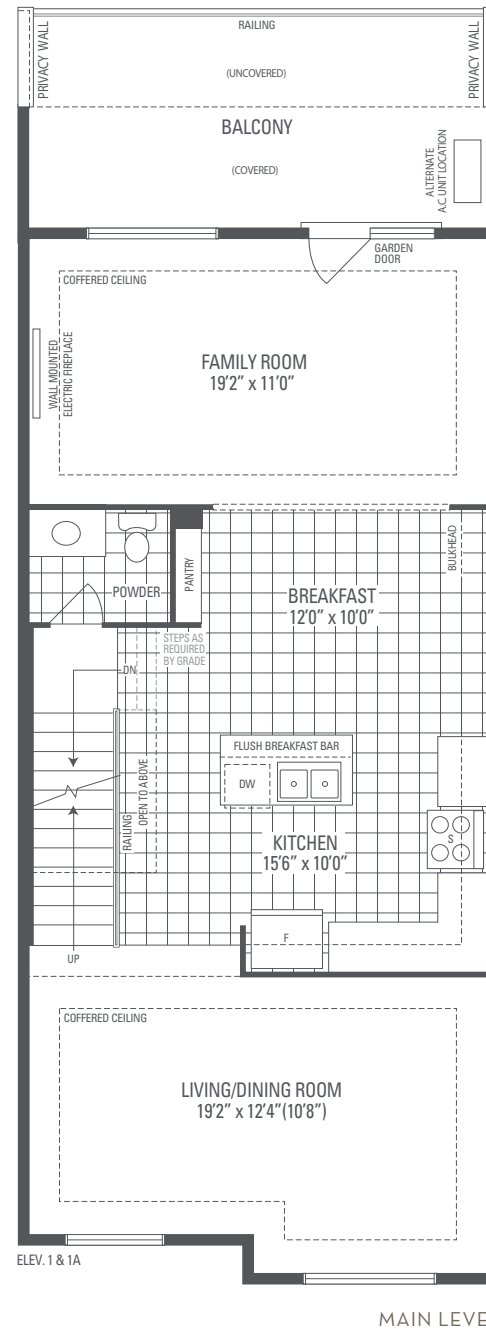 RAILING
PRIVACY WALL
PRIVACY WALL
(UNCOVERED)
BALCONY
(COVERED)
ALTERNATE
A.C. UNIT LOCATION
GARDEN
DOOR
COFFERED CEILING
WALL MOUNTED
ELECTRIC FIREPLACE
FAMILY ROOM
19'2" x 11'0"
POWDER
PANTRY
BULKHEAD
BREAKFAST
12'0" x 10'0"
STEPS AS
REQUIRED
BY GRADE
DN
FLUSH BREAKFAST BAR
DW
RAILING
OPEN TO ABOVE
KITCHEN
15'6" x 10'0"
S
F
UP
COFFERED CEILING
LIVING/DINING ROOM
19'2" x 12'4"(10'8")
ELEV. 1 & 1A
MAIN LEVE